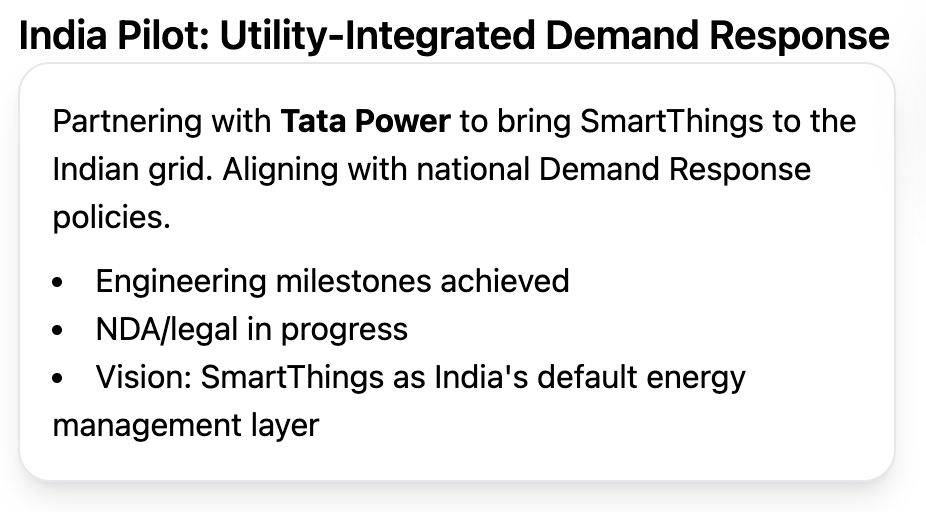 India Pilot: Utility-Integrated Demand Response
Partnering with Tata Power to bring SmartThings to the
Indian grid. Aligning with national Demand Response
policies.
• Engineering milestones achieved
• NDA/legal in progress
• Vision: SmartThings as India's default energy
management layer